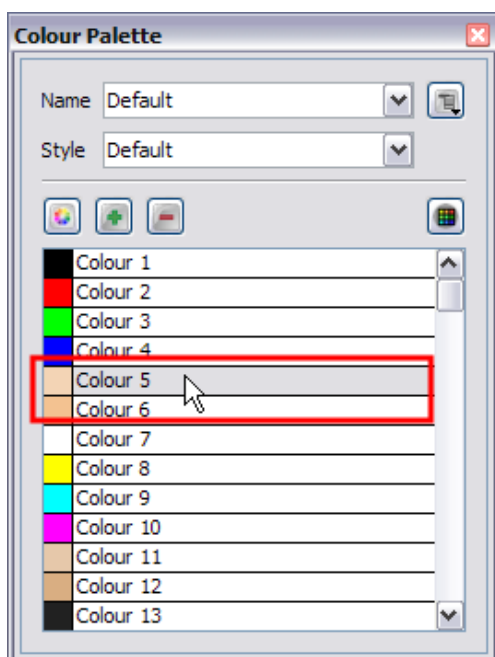 Colour Palette
Name Default
Style Default
Colour 1
Colour 2
Colour 3
Colour 4
Colour 5
Colour 6
Colour 7
Colour 8
Colour 9
Colour 10
Colour 11
Colour 12
Colour 13